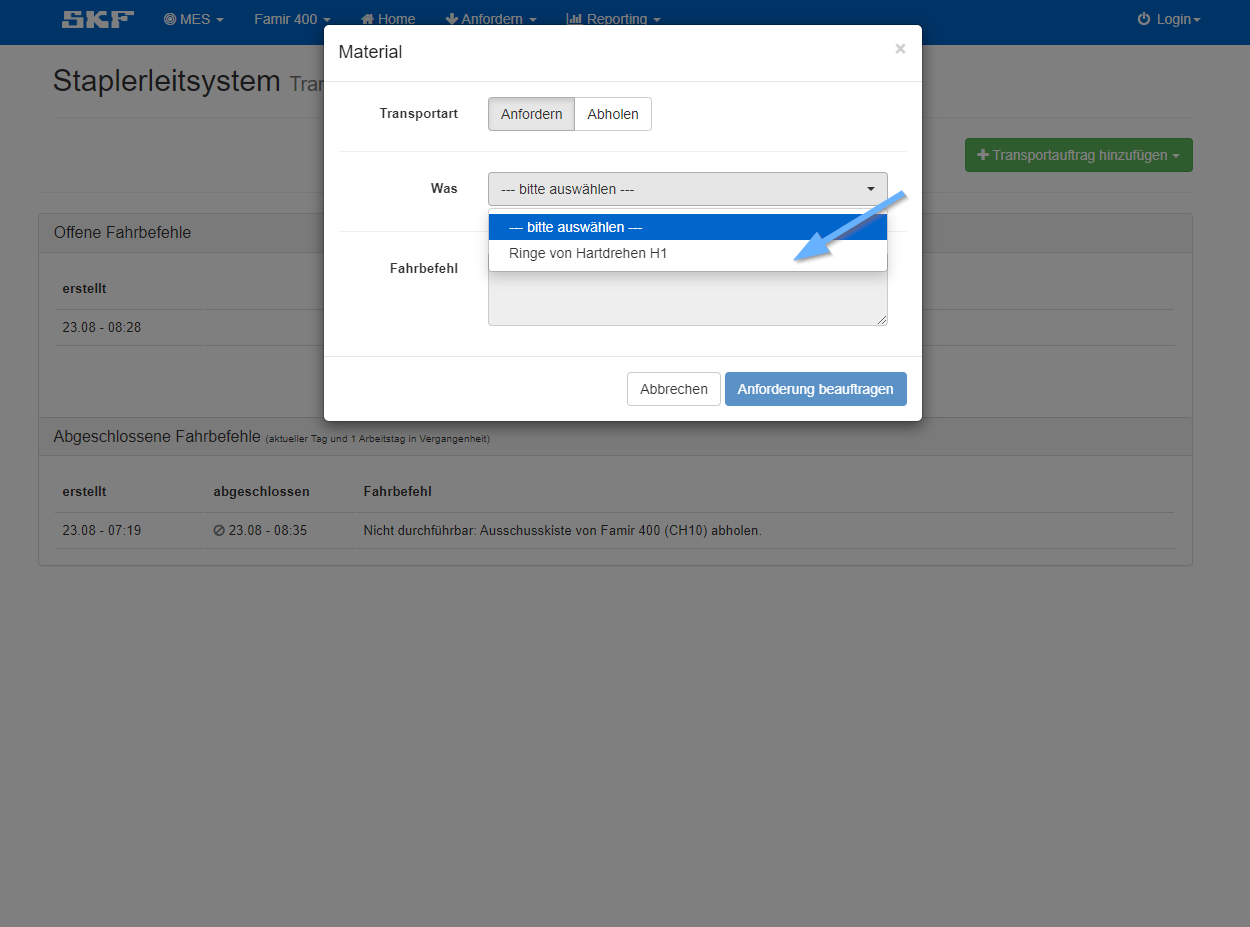 SKF MES Famir 400 Home Anfordern Reporting Login
Material ×
Staplerleitsystem
Transportart Anfordern Abholen
Transportauftrag hinzufügen
Was --- bitte auswählen ---
--- bitte auswählen ---
Ringe von Hartdrehen H1
Offene Fahrbefehle
Fahrbefehl
erstellt
23.08 - 08:28
Abbrechen Anforderung beauftragen
Abgeschlossene Fahrbefehle (aktueller Tag und 1 Arbeitstag in Vergangenheit)
erstellt abgeschlossen Fahrbefehl
23.08 - 07:19 23.08 - 08:35 Nicht durchführbar: Ausschusskiste von Famir 400 (CH10) abholen.